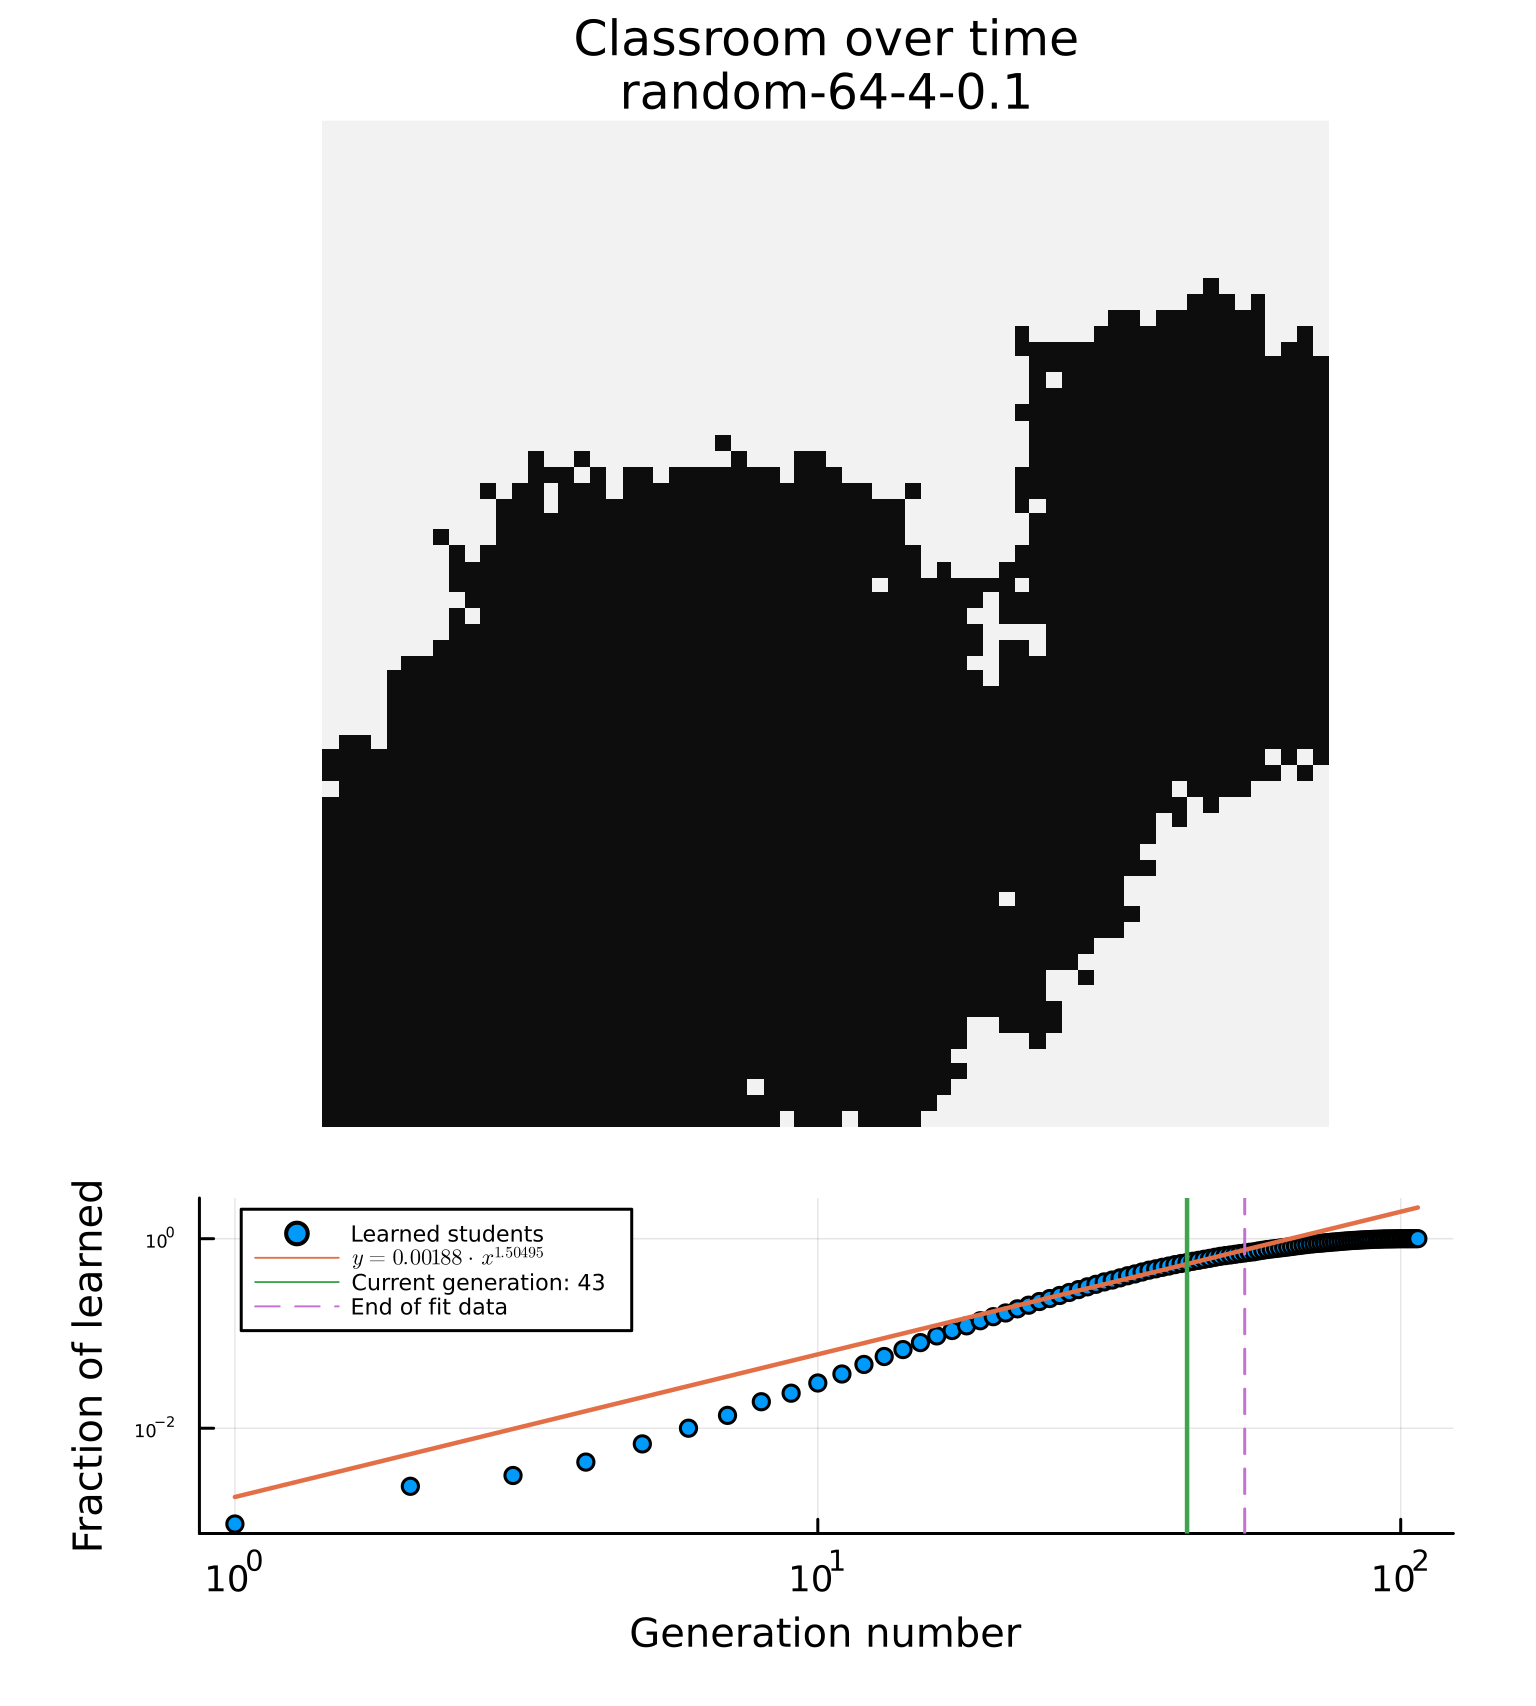 Classroom over time
random-64-4-0.1
Fraction of learned
10⁰
10⁻²
Learned students
y = 0.00188 · x^1.50495
Current generation: 43
End of fit data
10⁰ 10¹ 10²
Generation number